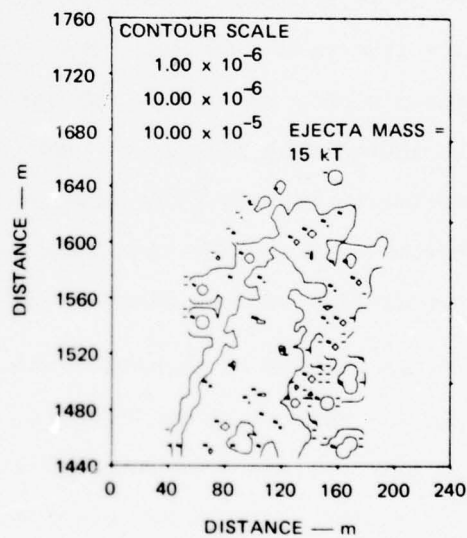 1760
1720
1680
1640
1600
1560
1520
1480
1440
DISTANCE — m
CONTOUR SCALE
1.00 x 10⁻⁶
10.00 x 10⁻⁶
10.00 x 10⁻⁵
EJECTA MASS =
15 kT
0 40 80 120 160 200 240
DISTANCE — m